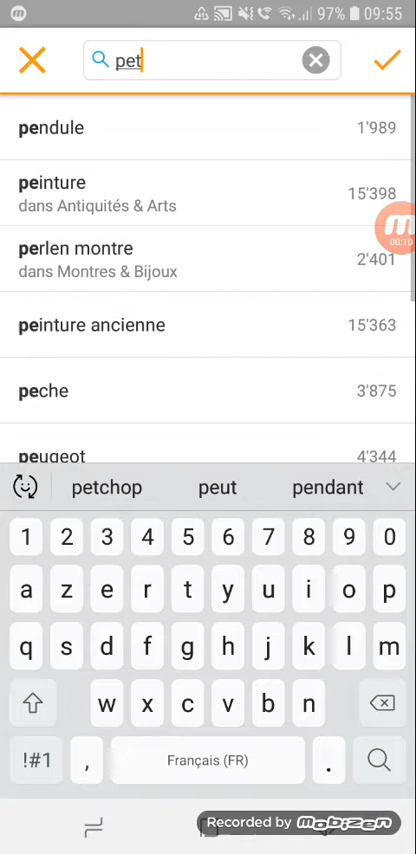 97% 09:55
pet
pendule 1'989
peinture 15'398
dans Antiquités & Arts
00:10
perlen montre 2'401
dans Montres & Bijoux
peinture ancienne 15'363
peche 3'875
peugeot 4'344
petchop peut pendant
1 2 3 4 5 6 7 8 9 0
a z e r t y u i o p
q s d f g h j k l m
w x c v b n
!#1 , Français (FR) .
Recorded by mobizen